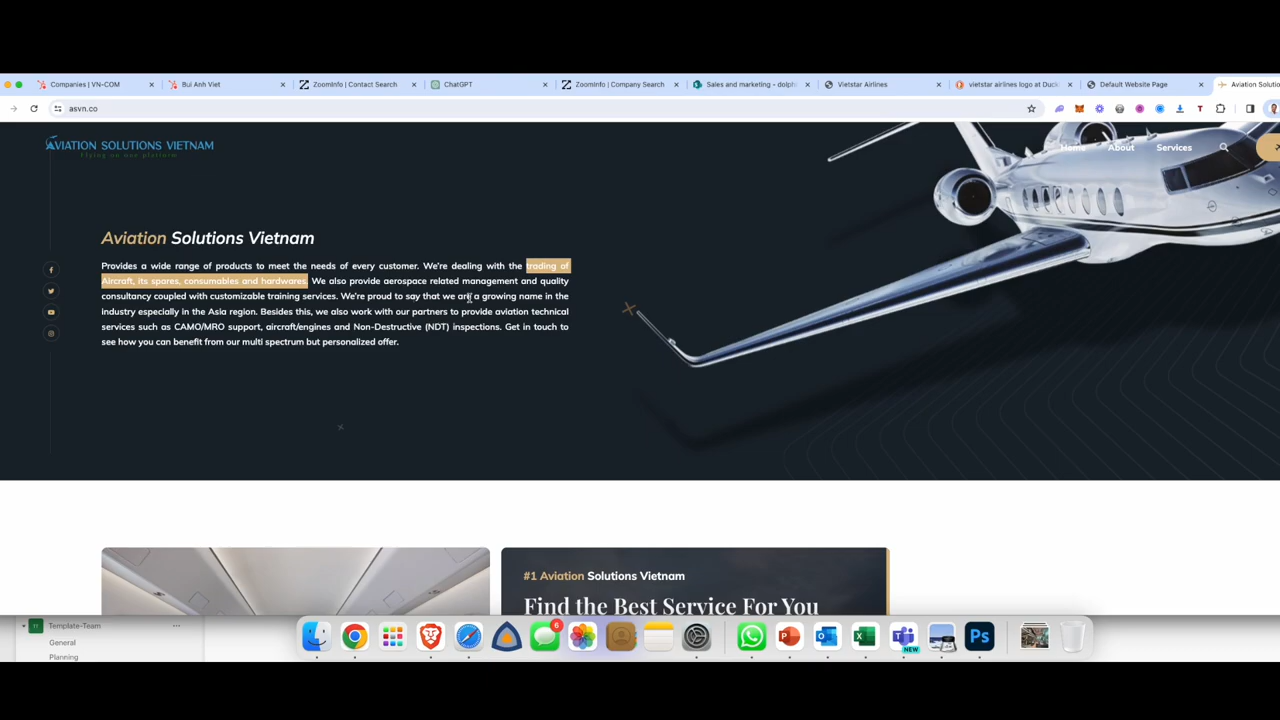 Companies | VN-COM
Bui Anh Viet
ZoomInfo | Contact Search
ChatGPT
ZoomInfo | Company Search
Sales and marketing - dolph
Vietstar Airlines
vietstar airlines logo at Duck
Default Website Page
Aviation Solutio
asvn.co
AVIATION SOLUTIONS VIETNAM
Flying on one platform
Home
About
Services
Aviation Solutions Vietnam
Provides a wide range of products to meet the needs of every customer. We're dealing with the trading of
Aircraft, its spares, consumables and hardwares. We also provide aerospace related management and quality
consultancy coupled with customizable training services. We're proud to say that we are a growing name in the
industry especially in the Asia region. Besides this, we also work with our partners to provide aviation technical
services such as CAMO/MRO support, aircraft/engines and Non-Destructive (NDT) inspections. Get in touch to
see how you can benefit from our multi spectrum but personalized offer.
#1 Aviation Solutions Vietnam
Find the Best Service For You
Template-Team
General
Planning
6
NEW